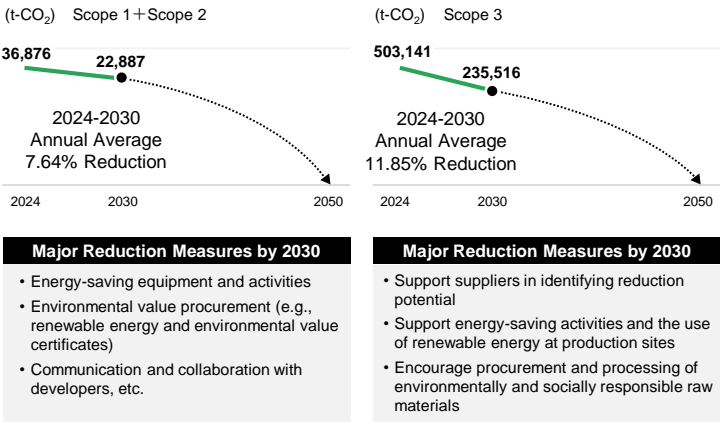 (t-CO₂) Scope 1＋Scope 2
36,876
22,887
2024-2030
Annual Average
7.64% Reduction
2024
2030
2050
Major Reduction Measures by 2030
• Energy-saving equipment and activities
• Environmental value procurement (e.g.,
renewable energy and environmental value
certificates)
• Communication and collaboration with
developers, etc.
(t-CO₂) Scope 3
503,141
235,516
2024-2030
Annual Average
11.85% Reduction
2024
2030
2050
Major Reduction Measures by 2030
• Support suppliers in identifying reduction
potential
• Support energy-saving activities and the use
of renewable energy at production sites
• Encourage procurement and processing of
environmentally and socially responsible raw
materials